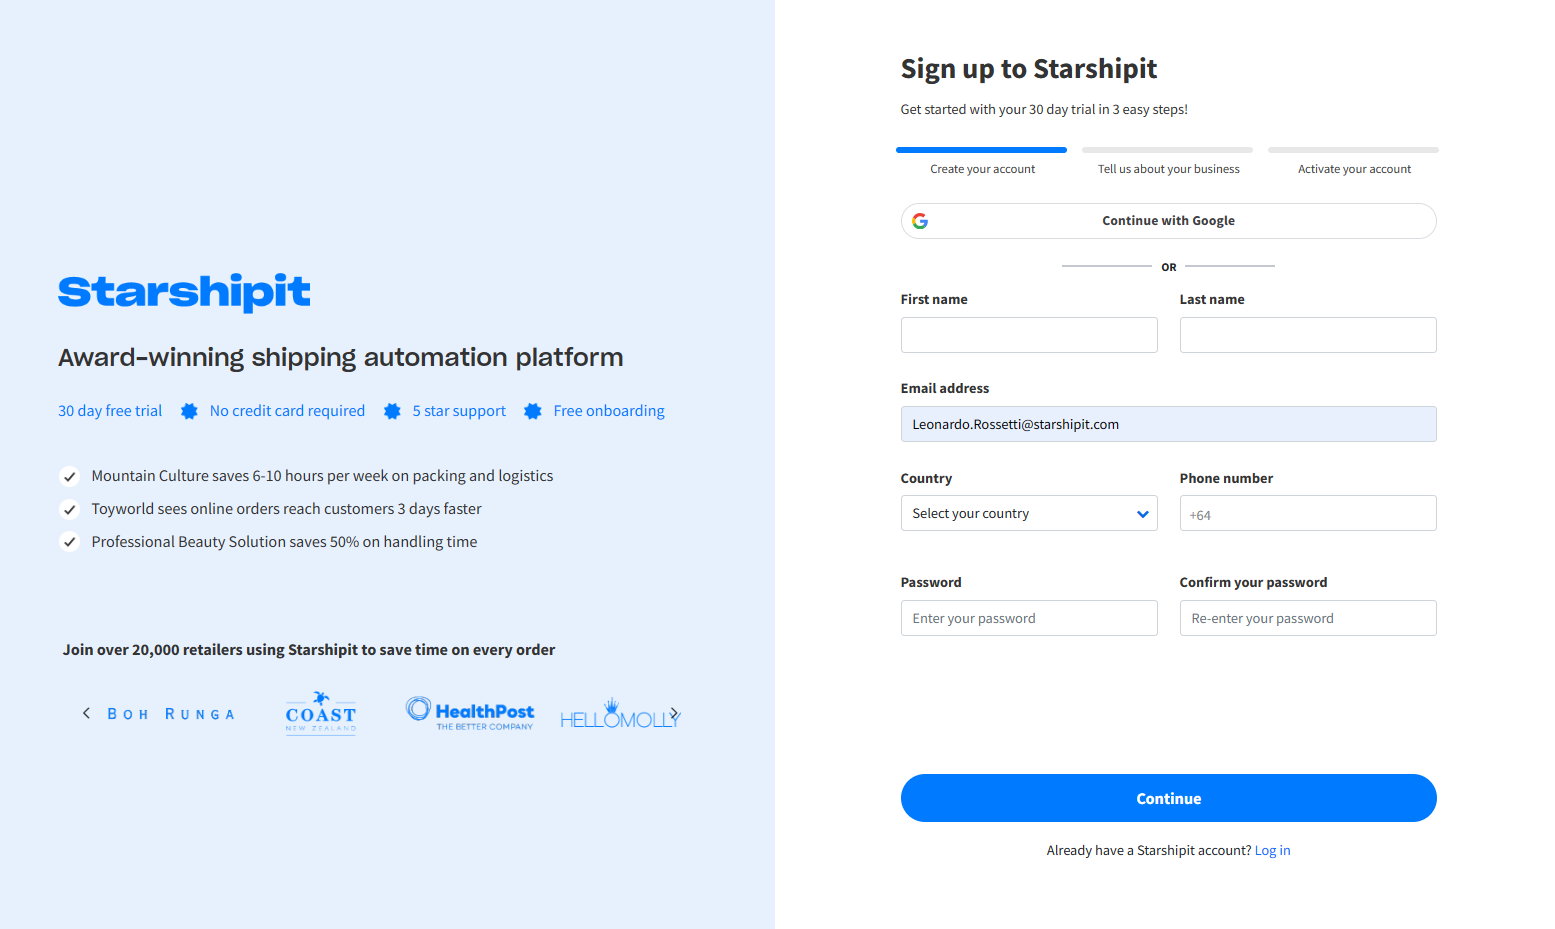 Starshipit
Award-winning shipping automation platform
30 day free trial No credit card required 5 star support Free onboarding
Mountain Culture saves 6-10 hours per week on packing and logistics
Toyworld sees online orders reach customers 3 days faster
Professional Beauty Solution saves 50% on handling time
Join over 20,000 retailers using Starshipit to save time on every order
BOH RUNGA
COAST
NEW ZEALAND
HealthPost
THE BETTER COMPANY
HELLOMOLLY
Sign up to Starshipit
Get started with your 30 day trial in 3 easy steps!
Create your account Tell us about your business Activate your account
Continue with Google
OR
First name Last name
Email address
Leonardo.Rossetti@starshipit.com
Country Phone number
Select your country +64
Password Confirm your password
Enter your password Re-enter your password
Continue
Already have a Starshipit account? Log in